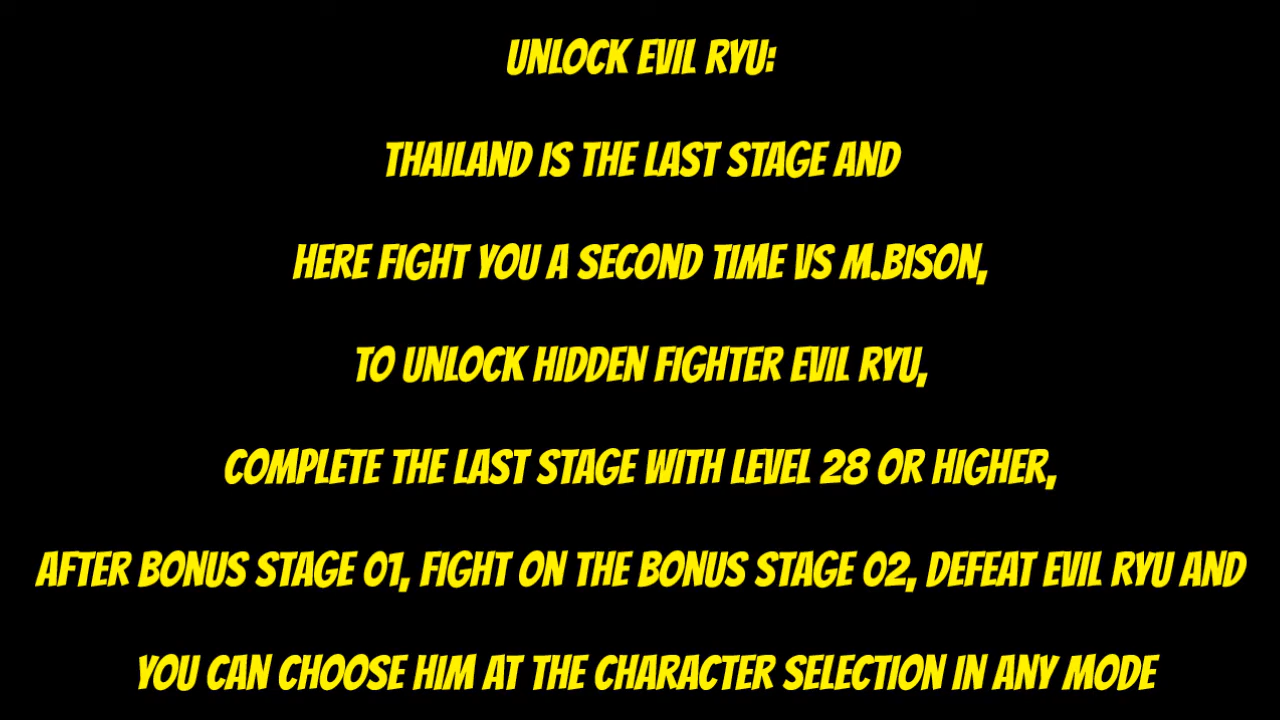 UNLOCK EVIL RYU:
THAILAND IS THE LAST STAGE AND
HERE FIGHT YOU A SECOND TIME VS M.BISON,
TO UNLOCK HIDDEN FIGHTER EVIL RYU,
COMPLETE THE LAST STAGE WITH LEVEL 28 OR HIGHER,
AFTER BONUS STAGE 01, FIGHT ON THE BONUS STAGE 02, DEFEAT EVIL RYU AND
YOU CAN CHOOSE HIM AT THE CHARACTER SELECTION IN ANY MODE